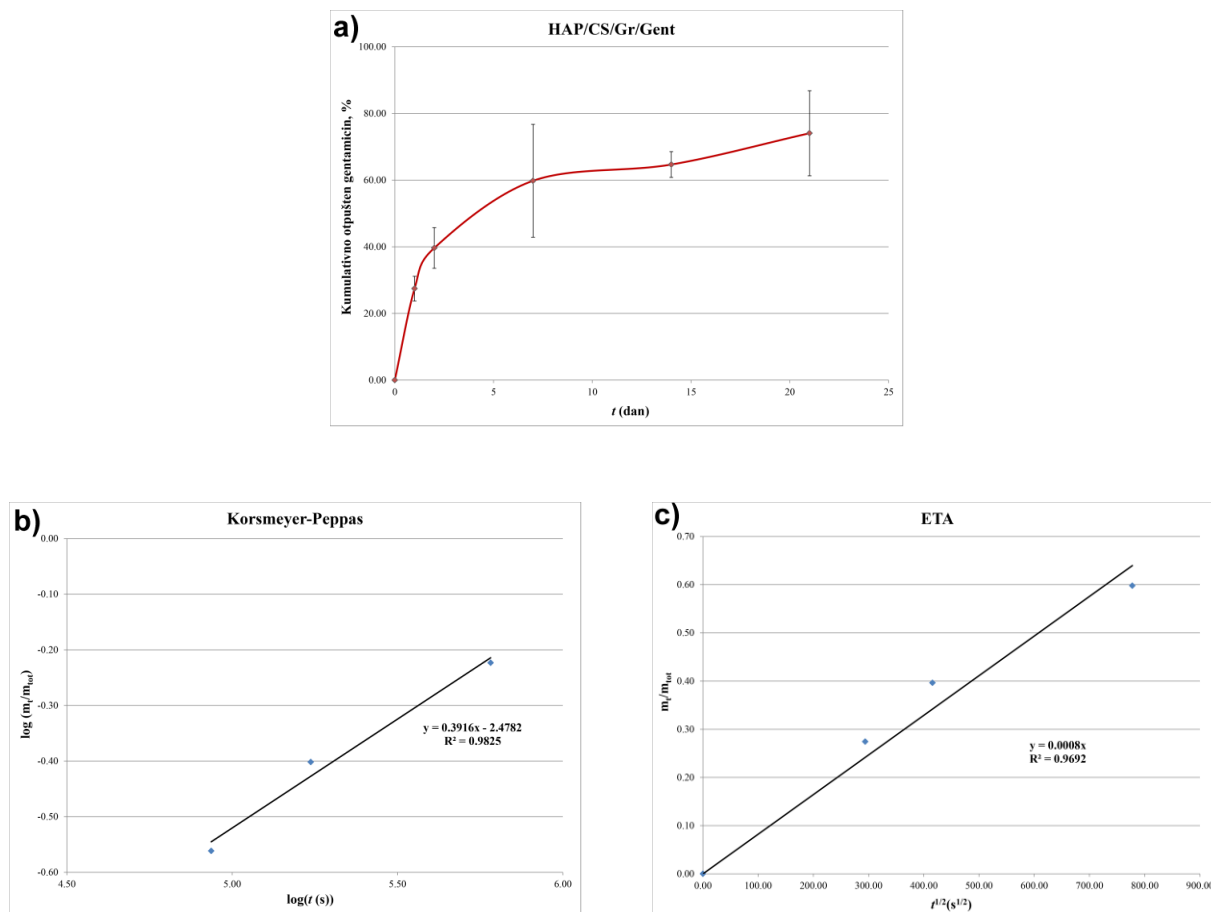 a)
HAP/CS/Gr/Gent
Kumulativno otpušten gentamicin, %
100.00
80.00
60.00
40.00
20.00
0.00
0 5 10 15 20 25
t (dan)
b)
Korsmeyer-Peppas
log (mt/mtot)
0.00
-0.10
-0.20
-0.30
-0.40
-0.50
-0.60
y = 0.3916x - 2.4782
R² = 0.9825
4.50 5.00 5.50 6.00
log(t (s))
c)
ETA
mt/mtot
0.70
0.60
0.50
0.40
0.30
0.20
0.10
0.00
y = 0.0008x
R² = 0.9692
0.00 100.00 200.00 300.00 400.00 500.00 600.00 700.00 800.00 900.00
t1/2(s1/2)